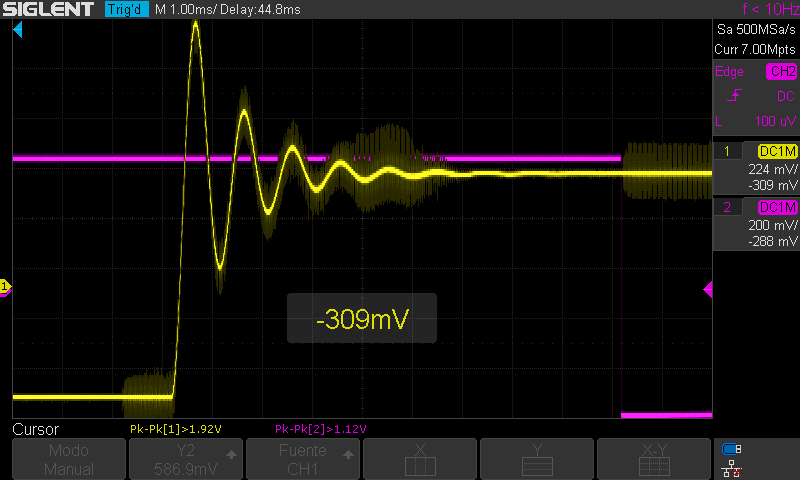 SIGLENT Trig'd M 1.00ms/ Delay:44.8ms f < 10Hz
Sa 500MSa/s
Curr 7.00Mpts
Edge CH2
DC
L 100 uV
1 DC1M
224 mV/
-309 mV
2 DC1M
200 mV/
-288 mV
1
-309mV
Cursor Pk-Pk[1]>1.92V Pk-Pk[2]>1.12V
Modo Y2 Fuente X Y X-Y
Manual 586.9mV CH1